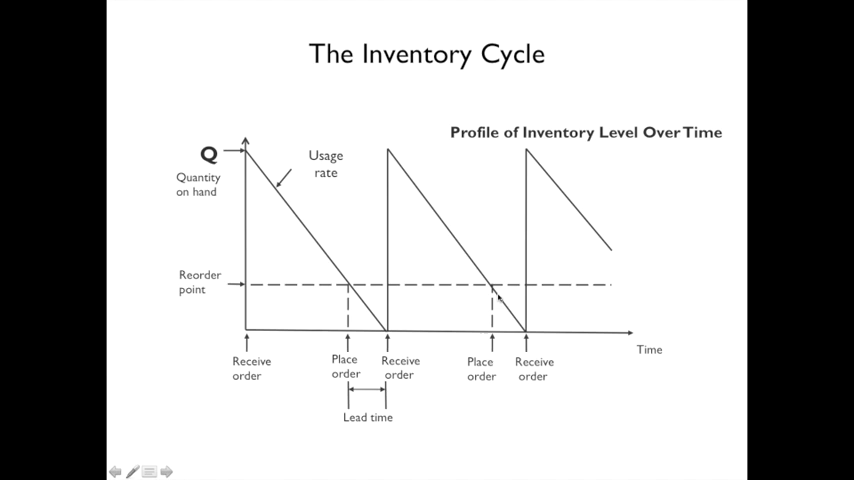 The Inventory Cycle
Profile of Inventory Level Over Time
Q
Usage
rate
Quantity
on hand
Reorder
point
Time
Receive
order
Place
order
Receive
order
Place
order
Receive
order
Lead time